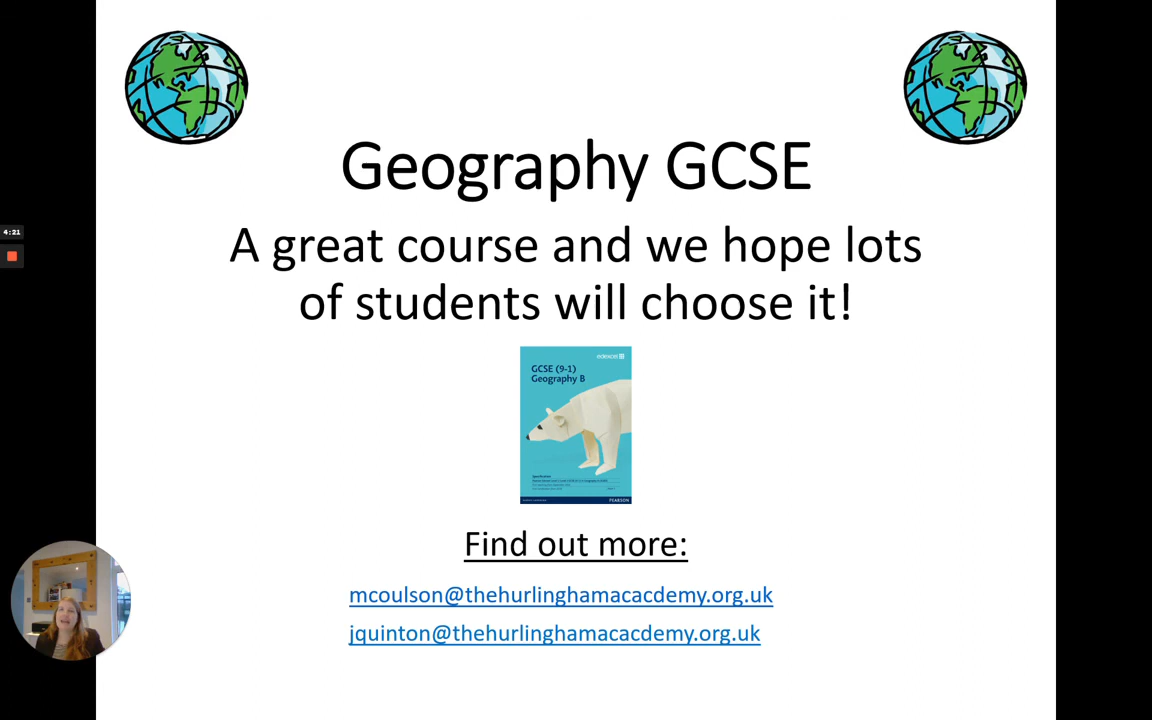 Geography GCSE
A great course and we hope lots
of students will choose it!
4:21
edexcel
GCSE (9-1)
Geography B
Specification
PEARSON
Find out more:
mcoulson@thehurlinghamacacdemy.org.uk
jquinton@thehurlinghamacacdemy.org.uk